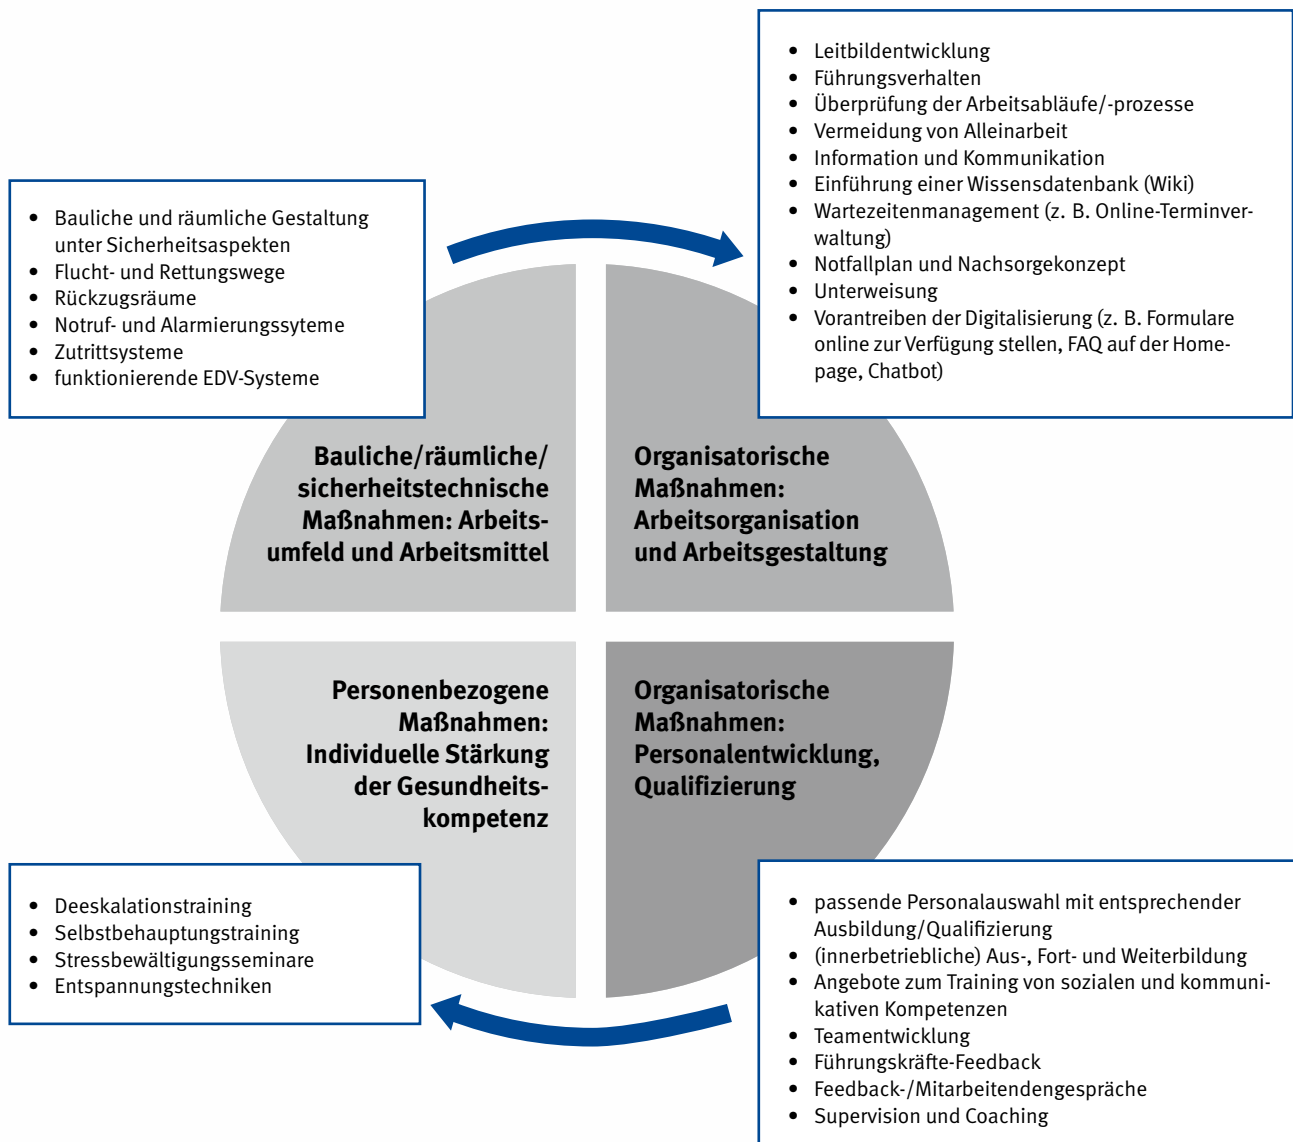 • Leitbildentwicklung
• Führungsverhalten
• Überprüfung der Arbeitsabläufe/-prozesse
• Vermeidung von Alleinarbeit
• Information und Kommunikation
• Einführung einer Wissensdatenbank (Wiki)
• Wartezeitenmanagement (z. B. Online-Terminver-
waltung)
• Notfallplan und Nachsorgekonzept
• Unterweisung
• Vorantreiben der Digitalisierung (z. B. Formulare
online zur Verfügung stellen, FAQ auf der Home-
page, Chatbot)
• Bauliche und räumliche Gestaltung
unter Sicherheitsaspekten
• Flucht- und Rettungswege
• Rückzugsräume
• Notruf- und Alarmierungssyteme
• Zutrittsysteme
• funktionierende EDV-Systeme
Bauliche/räumliche/
sicherheitstechnische
Maßnahmen: Arbeits-
umfeld und Arbeitsmittel
Organisatorische
Maßnahmen:
Arbeitsorganisation
und Arbeitsgestaltung
Personenbezogene
Maßnahmen:
Individuelle Stärkung
der Gesundheits-
kompetenz
Organisatorische
Maßnahmen:
Personalentwicklung,
Qualifizierung
• Deeskalationstraining
• Selbstbehauptungstraining
• Stressbewältigungsseminare
• Entspannungstechniken
• passende Personalauswahl mit entsprechender
Ausbildung/Qualifizierung
• (innerbetriebliche) Aus-, Fort- und Weiterbildung
• Angebote zum Training von sozialen und kommuni-
kativen Kompetenzen
• Teamentwicklung
• Führungskräfte-Feedback
• Feedback-/Mitarbeitendengespräche
• Supervision und Coaching